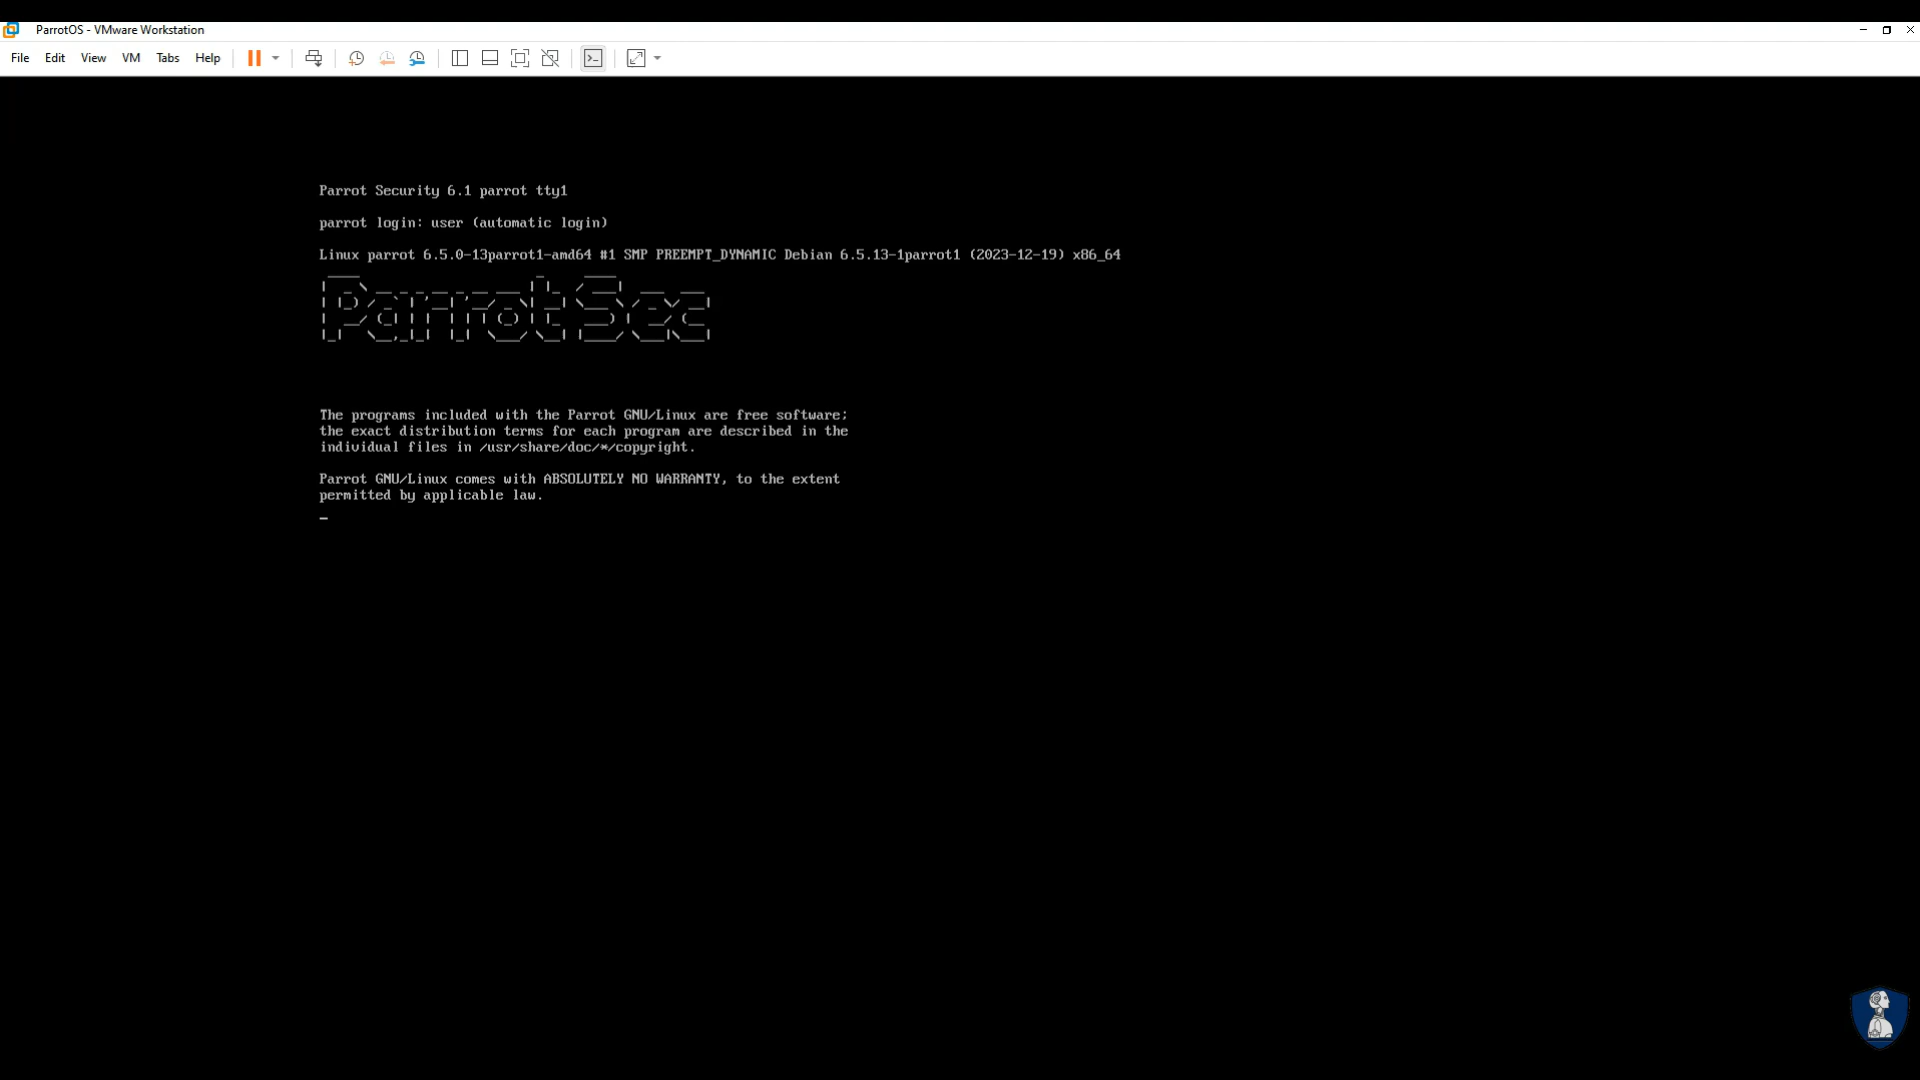 ParrotOS - VMware Workstation
File Edit View VM Tabs Help
Parrot Security 6.1 parrot tty1
parrot login: user (automatic login)
Linux parrot 6.5.0-13parrot1-amd64 #1 SMP PREEMPT_DYNAMIC Debian 6.5.13-1parrot1 (2023-12-19) x86_64
Parrot Sec
The programs included with the Parrot GNU/Linux are free software;
the exact distribution terms for each program are described in the
individual files in /usr/share/doc/*/copyright.
Parrot GNU/Linux comes with ABSOLUTELY NO WARRANTY, to the extent
permitted by applicable law.